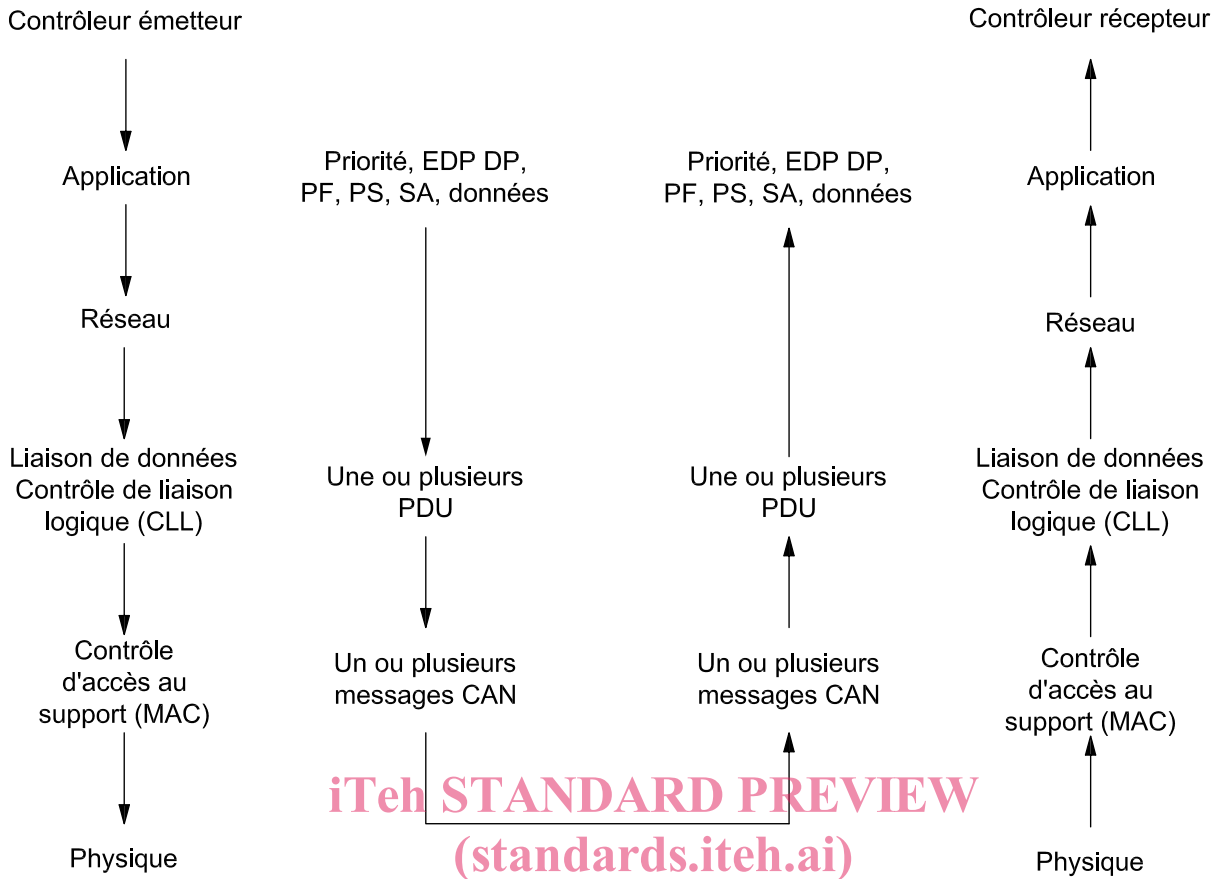 Contrôleur émetteur
Application
Réseau
Liaison de données
Contrôle de liaison
logique (CLL)
Contrôle
d'accès au
support (MAC)
Physique
Priorité, EDP DP,
PF, PS, SA, données
Une ou plusieurs
PDU
Un ou plusieurs
messages CAN
Priorité, EDP DP,
PF, PS, SA, données
Une ou plusieurs
PDU
Un ou plusieurs
messages CAN
Contrôleur récepteur
Application
Réseau
Liaison de données
Contrôle de liaison
logique (CLL)
Contrôle
d'accès au
support (MAC)
Physique
iTeh STANDARD PREVIEW
(standards.iteh.ai)